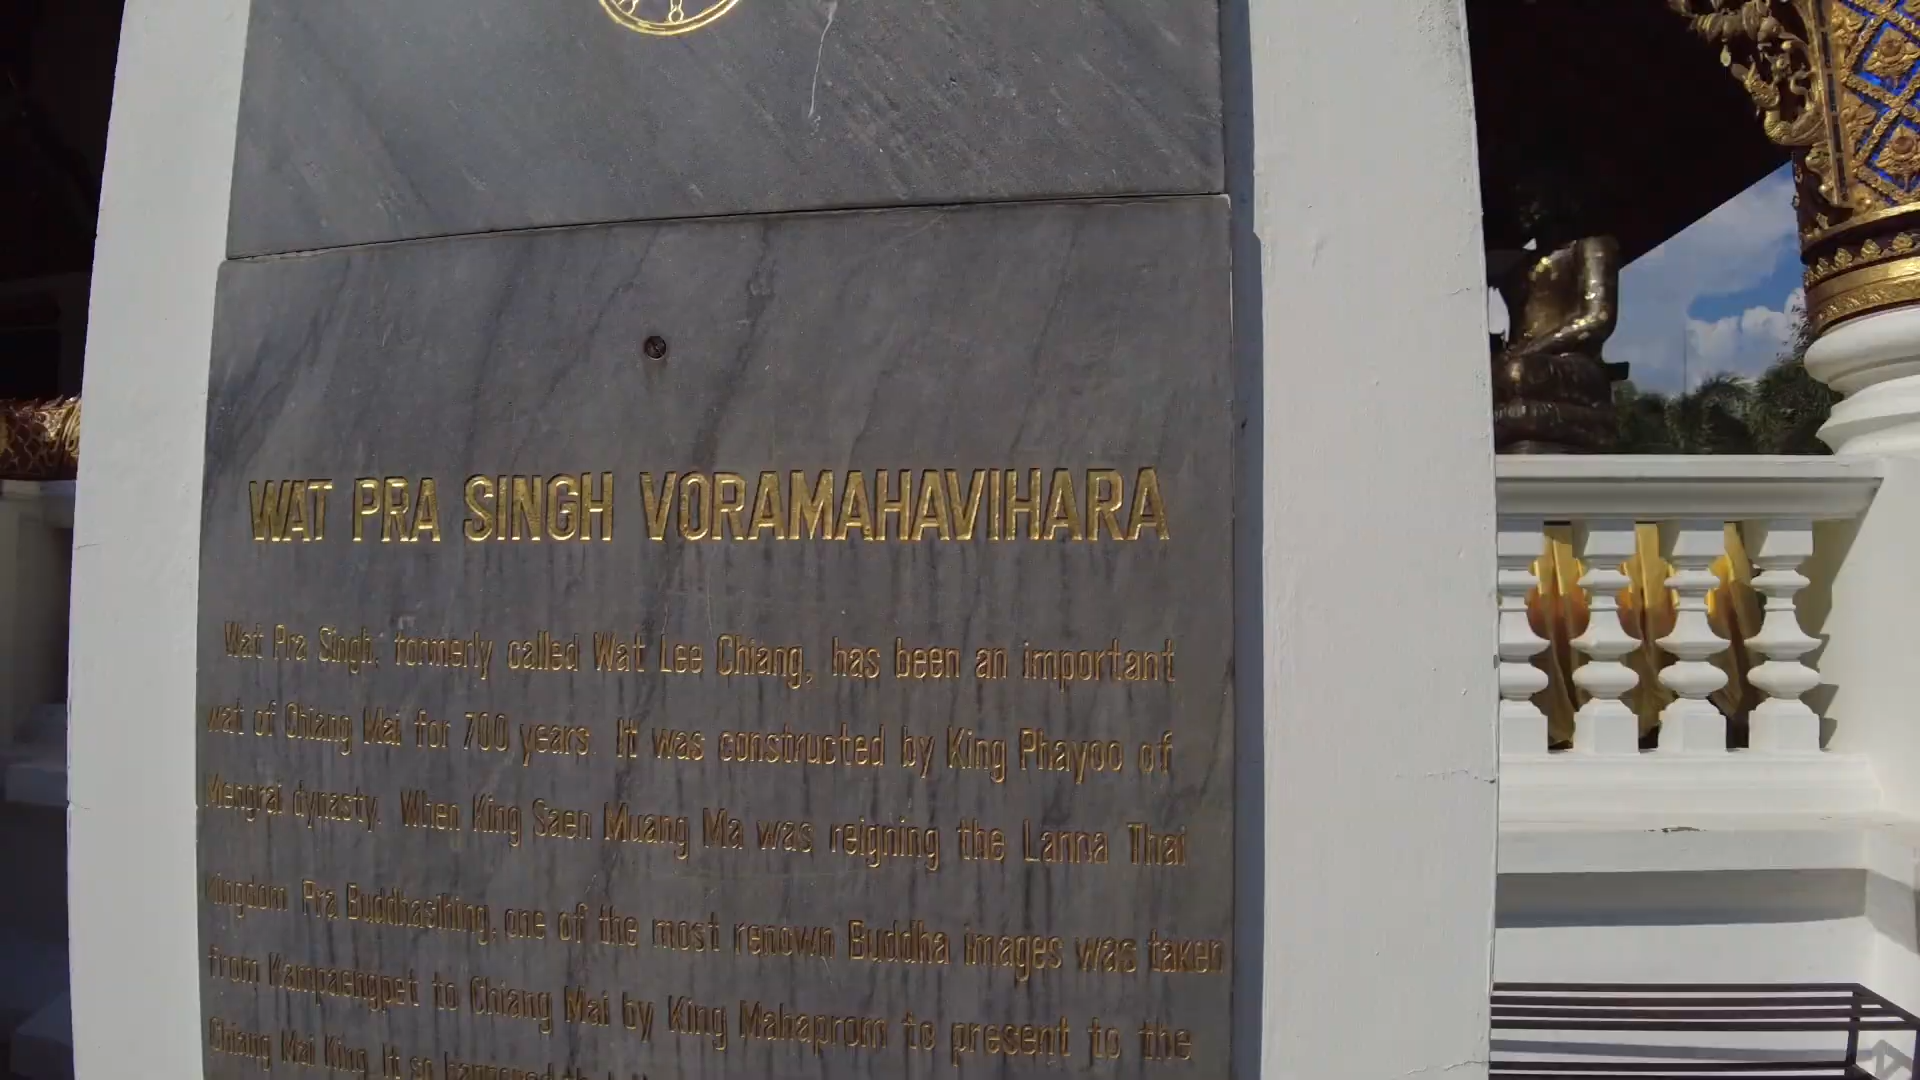 WAT PRA SINGH VORAMAHAVIHARA
Wat Pra Singh, formerly called Wat Lee Chiang, has been an important
wat of Chiang Mai for 700 years. It was constructed by King Phayoo of
Mengrai dynasty. When King Saen Muang Ma was reigning the Lanna Thai
kingdom Pra Buddhasihing, one of the most renown Buddha images was taken
from Kampaengpet to Chiang Mai by King Mahaprom to present to the
Chiang Mai King. It so happened